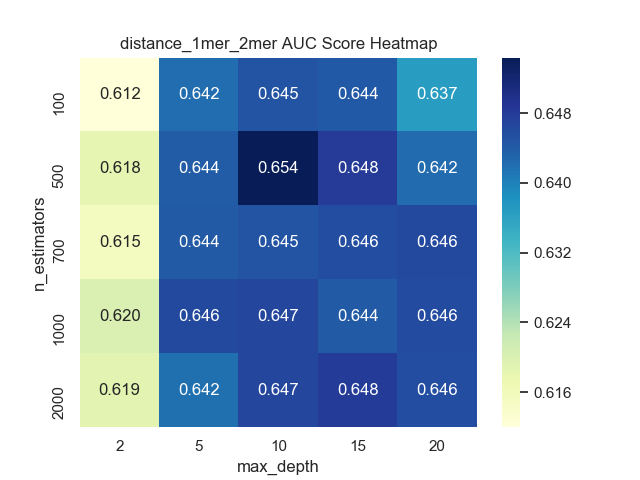 distance_1mer_2mer AUC Score Heatmap
n_estimators
100 0.612 0.642 0.645 0.644 0.637
500 0.618 0.644 0.654 0.648 0.642
700 0.615 0.644 0.645 0.646 0.646
1000 0.620 0.646 0.647 0.644 0.646
2000 0.619 0.642 0.647 0.648 0.646
2 5 10 15 20
max_depth
0.648
0.640
0.632
0.624
0.616